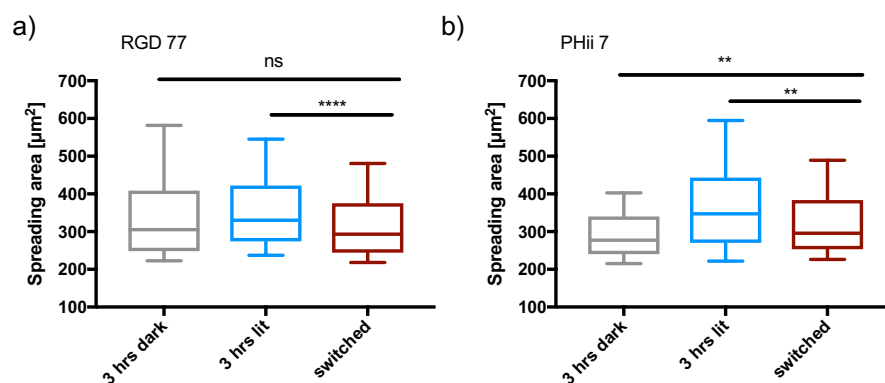 a)
RGD 77
ns
****
Spreading area [µm²]
700
600
500
400
300
200
100
3 hrs dark
3 hrs lit
switched
b)
PHii 7
**
**
Spreading area [µm²]
700
600
500
400
300
200
100
3 hrs dark
3 hrs lit
switched